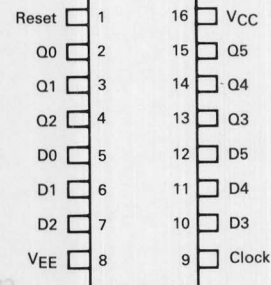 Reset 1 16 VCC
Q0 2 15 Q5
Q1 3 14 Q4
Q2 4 13 Q3
D0 5 12 D5
D1 6 11 D4
D2 7 10 D3
VEE 8 9 Clock